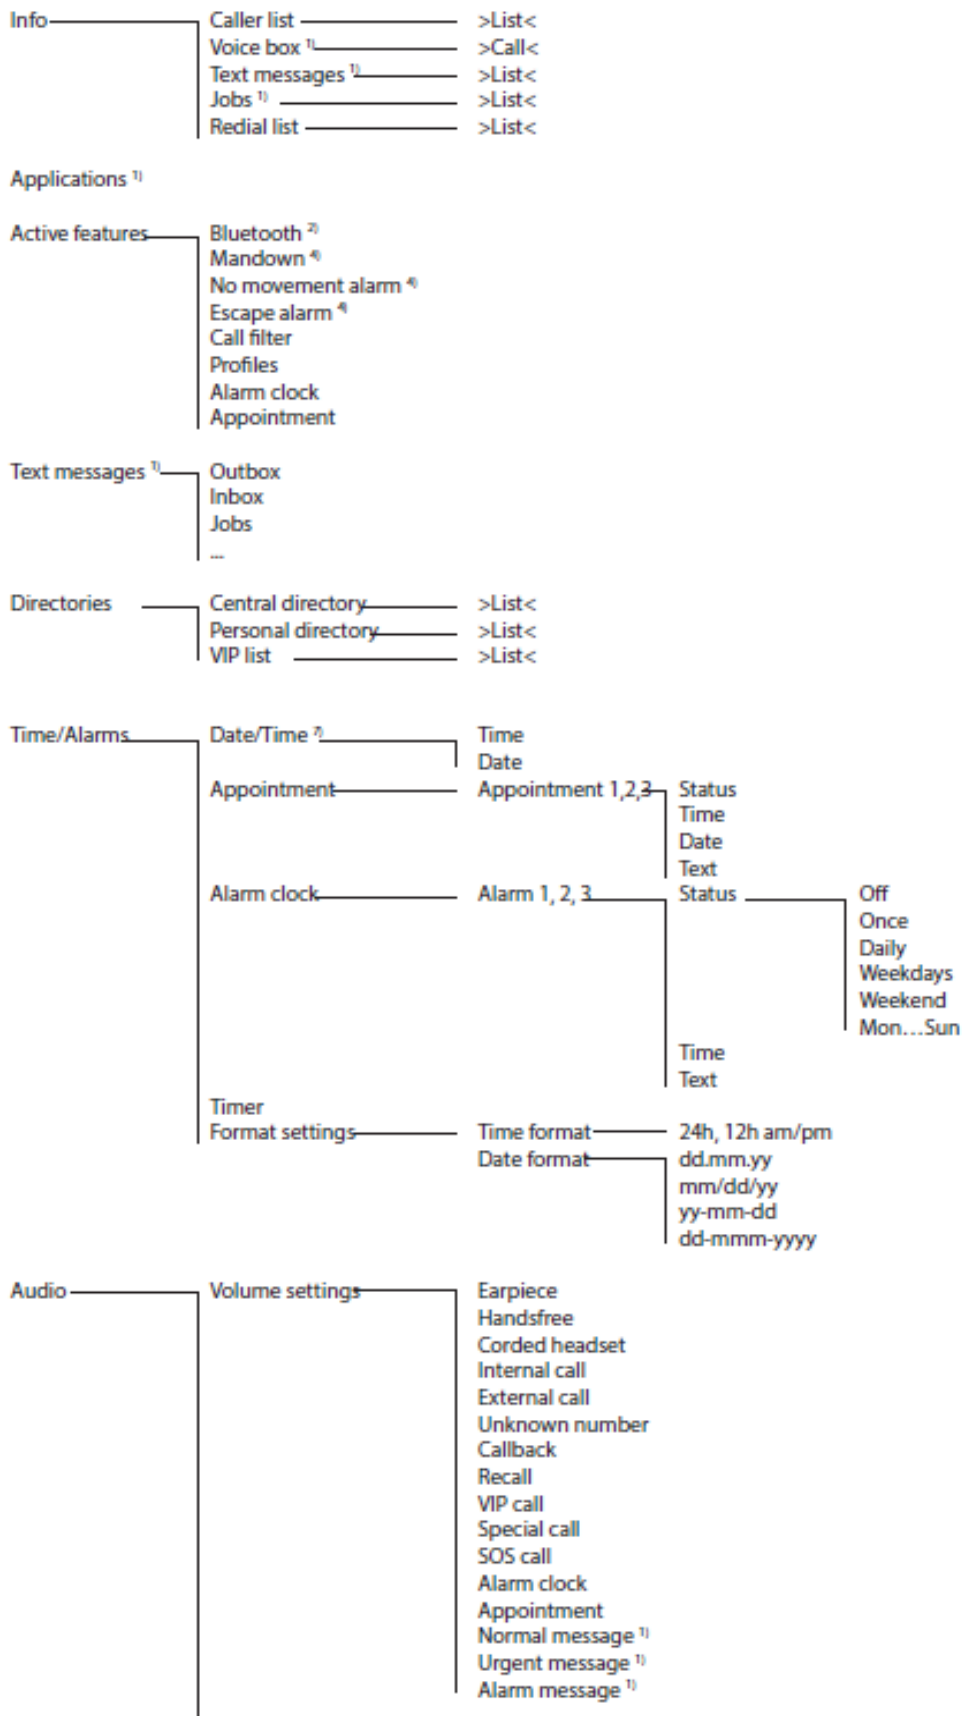 Info Caller list >List<
Voice box 1) >Call<
Text messages 1) >List<
Jobs 1) >List<
Redial list >List<
Applications 1)
Active features Bluetooth 2)
Mandown 4)
No movement alarm 4)
Escape alarm 4)
Call filter
Profiles
Alarm clock
Appointment
Text messages 1) Outbox
Inbox
Jobs
...
Directories Central directory >List<
Personal directory >List<
VIP list >List<
Time/Alarms Date/Time 7) Time
Date
Appointment Appointment 1,2,3 Status
Time
Date
Text
Alarm clock Alarm 1, 2, 3 Status Off
Once
Daily
Weekdays
Weekend
Mon...Sun
Time
Text
Timer
Format settings Time format 24h, 12h am/pm
Date format dd.mm.yy
mm/dd/yy
yy-mm-dd
dd-mmm-yyyy
Audio Volume settings Earpiece
Handsfree
Corded headset
Internal call
External call
Unknown number
Callback
Recall
VIP call
Special call
SOS call
Alarm clock
Appointment
Normal message 1)
Urgent message 1)
Alarm message 1)